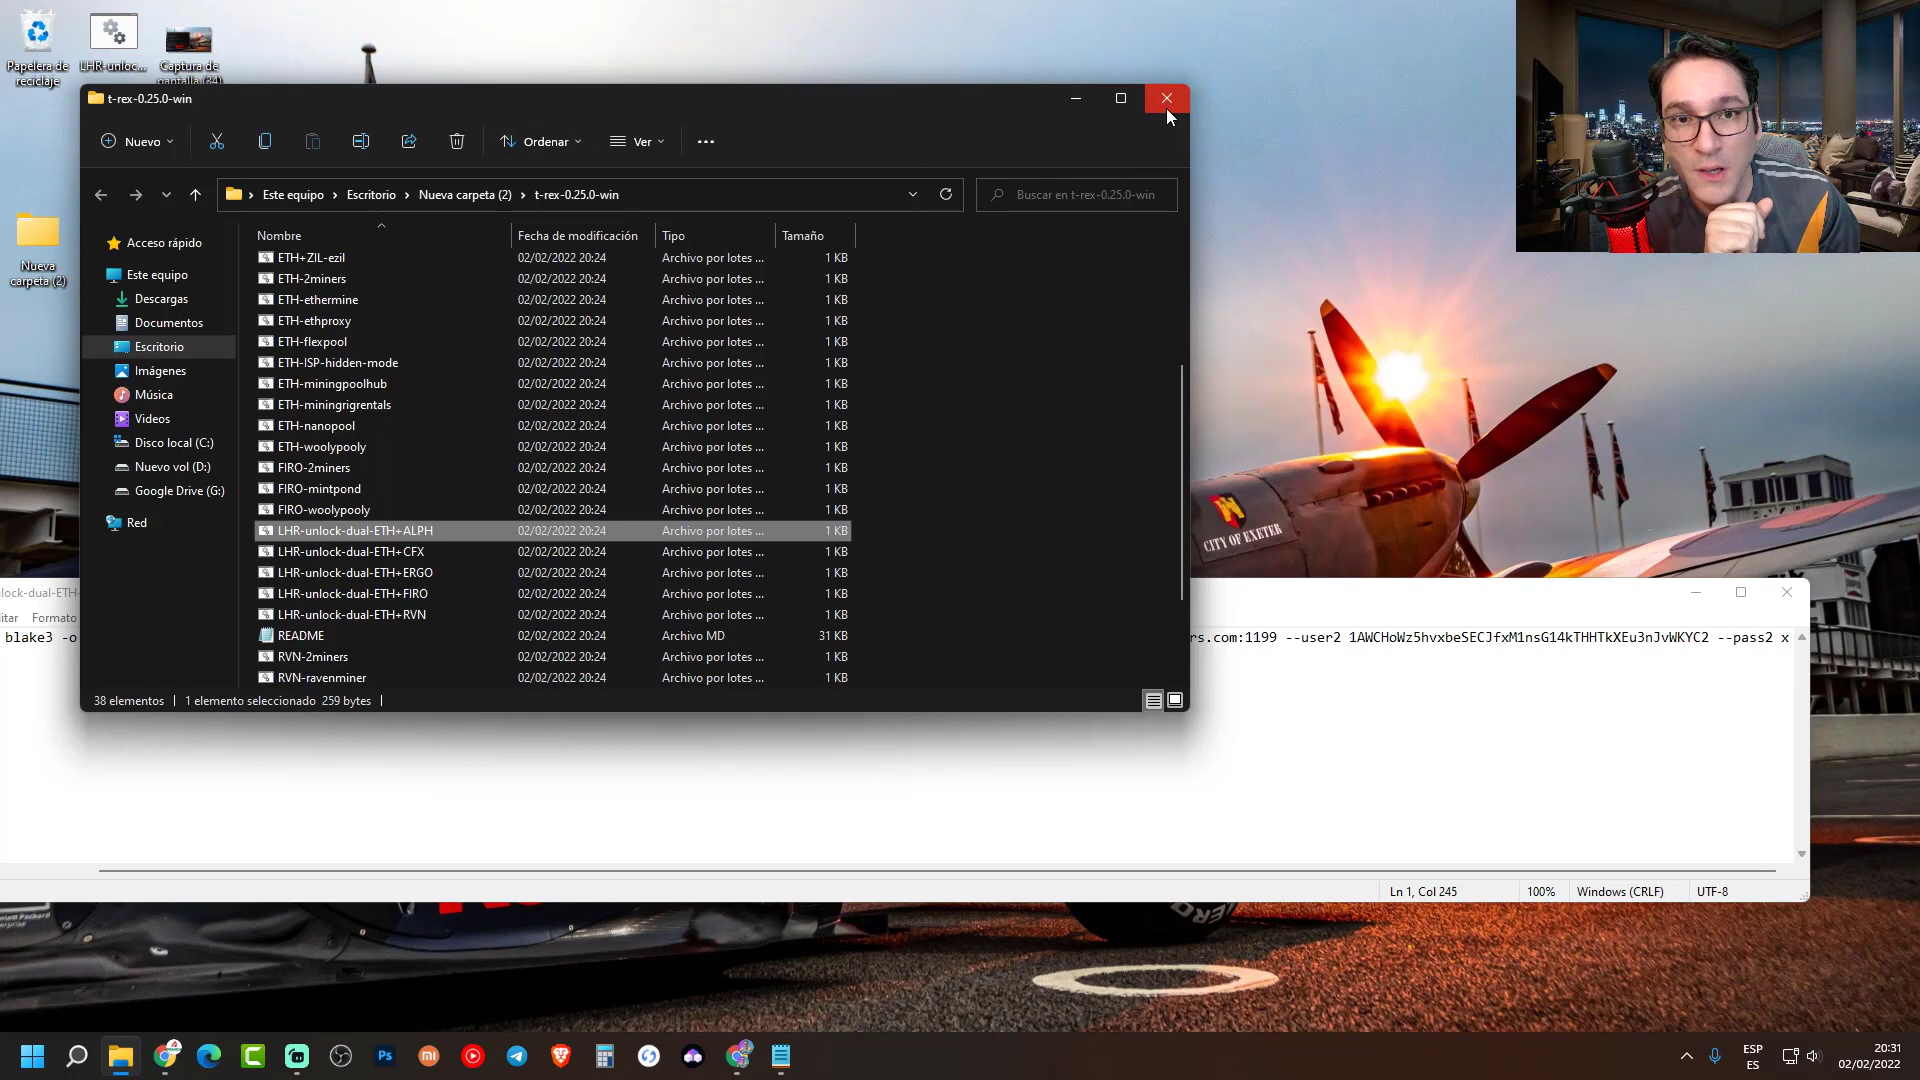 Papelera de
reciclaje
LHR-unloc...
Captura de
pantalla (34)
Nueva
carpeta (2)
t-rex-0.25.0-win
Nuevo
Ordenar
Ver
Este equipo
Escritorio
Nueva carpeta (2)
t-rex-0.25.0-win
Buscar en t-rex-0.25.0-win
Acceso rápido
Este equipo
Descargas
Documentos
Escritorio
Imágenes
Música
Videos
Disco local (C:)
Nuevo vol (D:)
Google Drive (G:)
Red
Nombre Fecha de modificación Tipo Tamaño
ETH+ZIL-ezil 02/02/2022 20:24 Archivo por lotes ... 1 KB
ETH-2miners 02/02/2022 20:24 Archivo por lotes ... 1 KB
ETH-ethermine 02/02/2022 20:24 Archivo por lotes ... 1 KB
ETH-ethproxy 02/02/2022 20:24 Archivo por lotes ... 1 KB
ETH-flexpool 02/02/2022 20:24 Archivo por lotes ... 1 KB
ETH-ISP-hidden-mode 02/02/2022 20:24 Archivo por lotes ... 1 KB
ETH-miningpoolhub 02/02/2022 20:24 Archivo por lotes ... 1 KB
ETH-miningrigrentals 02/02/2022 20:24 Archivo por lotes ... 1 KB
ETH-nanopool 02/02/2022 20:24 Archivo por lotes ... 1 KB
ETH-woolypooly 02/02/2022 20:24 Archivo por lotes ... 1 KB
FIRO-2miners 02/02/2022 20:24 Archivo por lotes ... 1 KB
FIRO-mintpond 02/02/2022 20:24 Archivo por lotes ... 1 KB
FIRO-woolypooly 02/02/2022 20:24 Archivo por lotes ... 1 KB
LHR-unlock-dual-ETH+ALPH 02/02/2022 20:24 Archivo por lotes ... 1 KB
LHR-unlock-dual-ETH+CFX 02/02/2022 20:24 Archivo por lotes ... 1 KB
LHR-unlock-dual-ETH+ERGO 02/02/2022 20:24 Archivo por lotes ... 1 KB
LHR-unlock-dual-ETH+FIRO 02/02/2022 20:24 Archivo por lotes ... 1 KB
LHR-unlock-dual-ETH+RVN 02/02/2022 20:24 Archivo por lotes ... 1 KB
README 02/02/2022 20:24 Archivo MD 31 KB
RVN-2miners 02/02/2022 20:24 Archivo por lotes ... 1 KB
RVN-ravenminer 02/02/2022 20:24 Archivo por lotes ... 1 KB
38 elementos 1 elemento seleccionado 259 bytes
CITY OF EXETER
lock-dual-ETH-
itar Formato
blake3 -o
rs.com:1199 --user2 1AWCHoWz5hvxbeSECJfxM1nsG14kTHHTkXEu3nJvWKYC2 --pass2 x
Ln 1, Col 245 100% Windows (CRLF) UTF-8
Ps
ESP
ES
20:31
02/02/2022